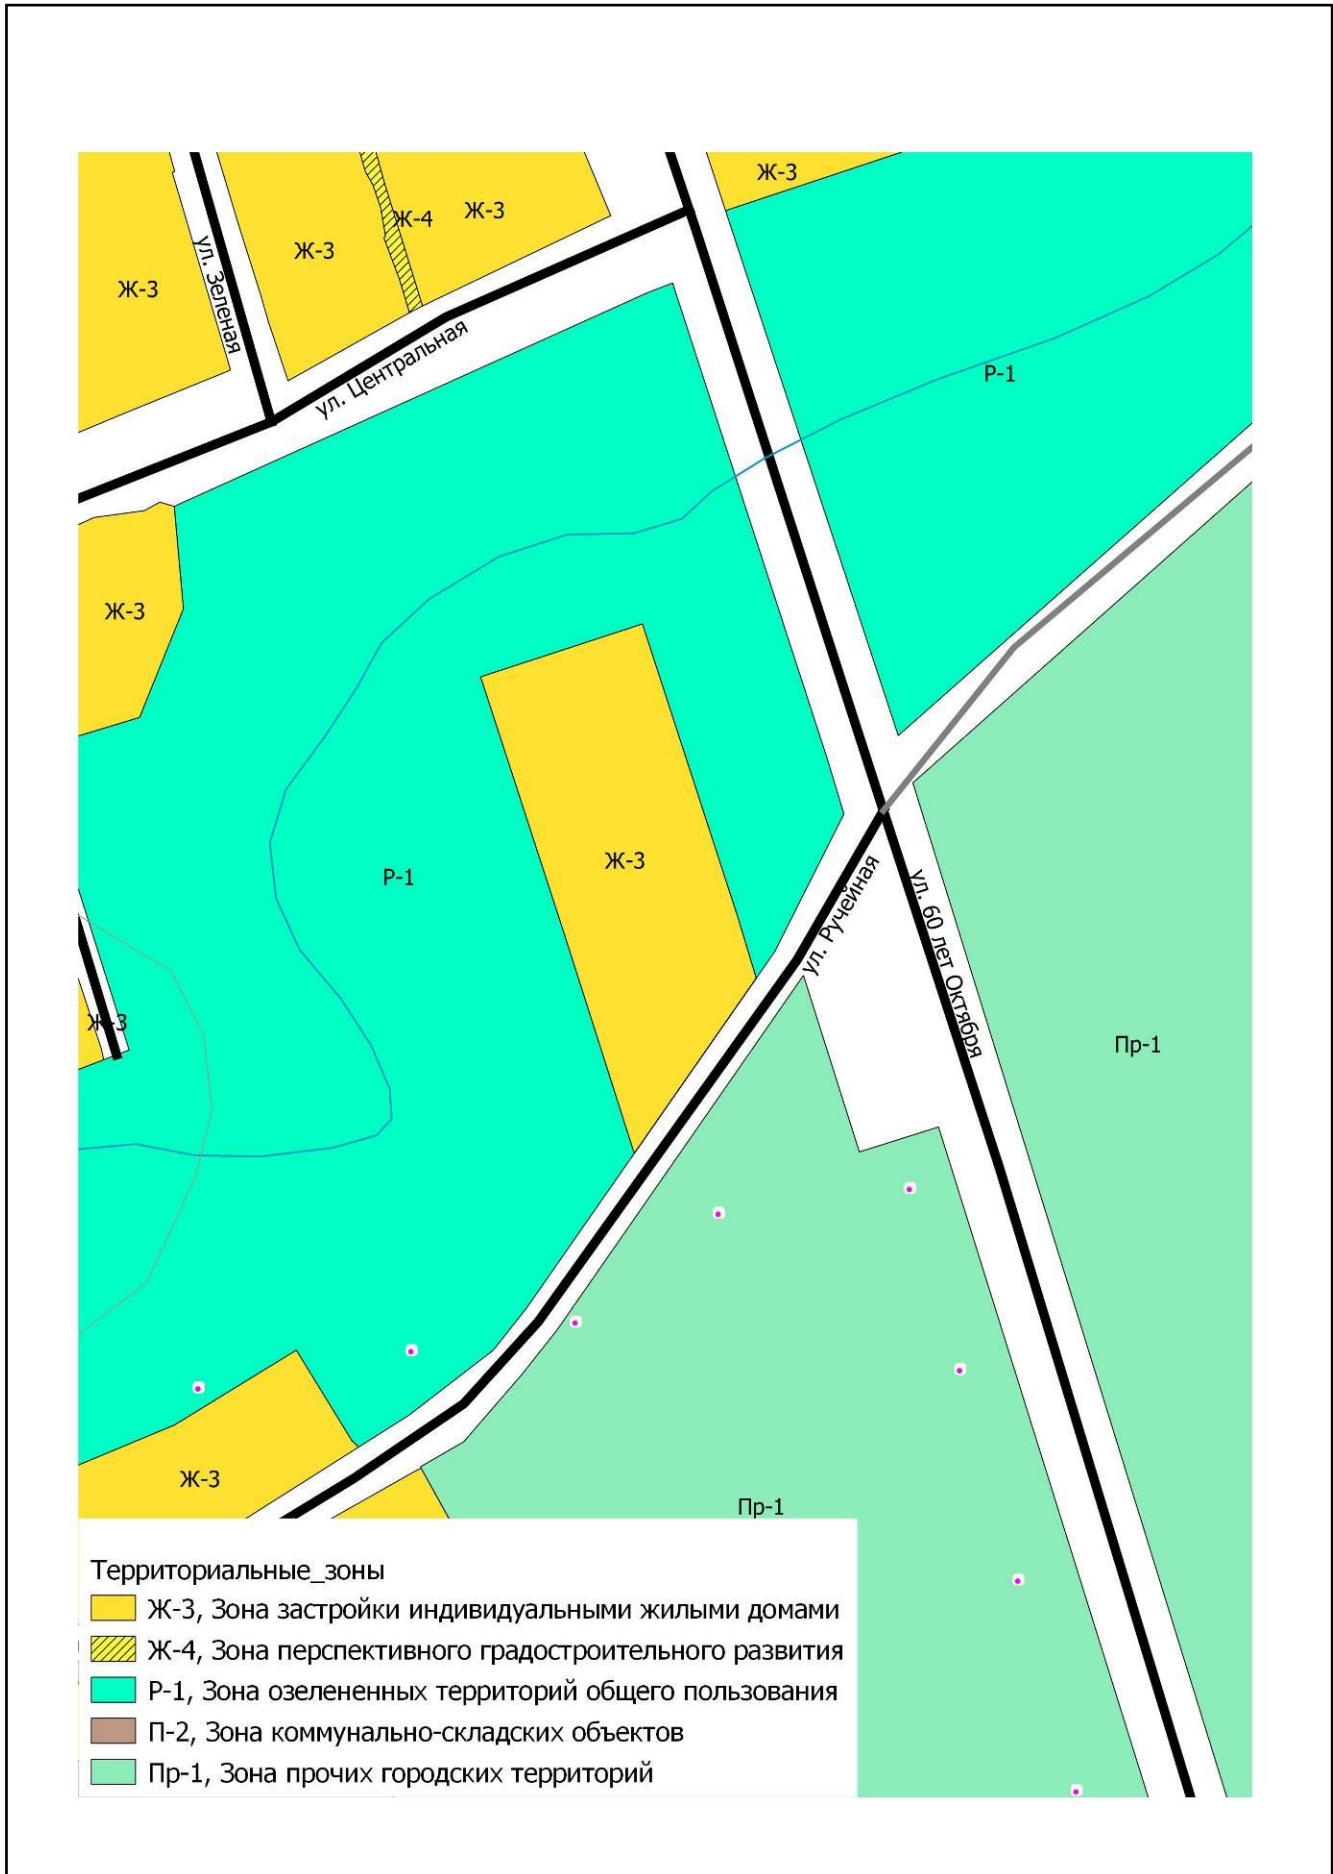 Ж-3
Ж-4
Ж-3
Ж-3
Ж-3
ул. Зеленая
ул. Центральная
Р-1
Ж-3
Ж-3
Р-1
ул. Ручейная
ул. 60 лет Октября
Ж-3
Пр-1
Ж-3
Пр-1
Территориальные_зоны
Ж-3, Зона застройки индивидуальными жилыми домами
Ж-4, Зона перспективного градостроительного развития
Р-1, Зона озелененных территорий общего пользования
П-2, Зона коммунально-складских объектов
Пр-1, Зона прочих городских территорий